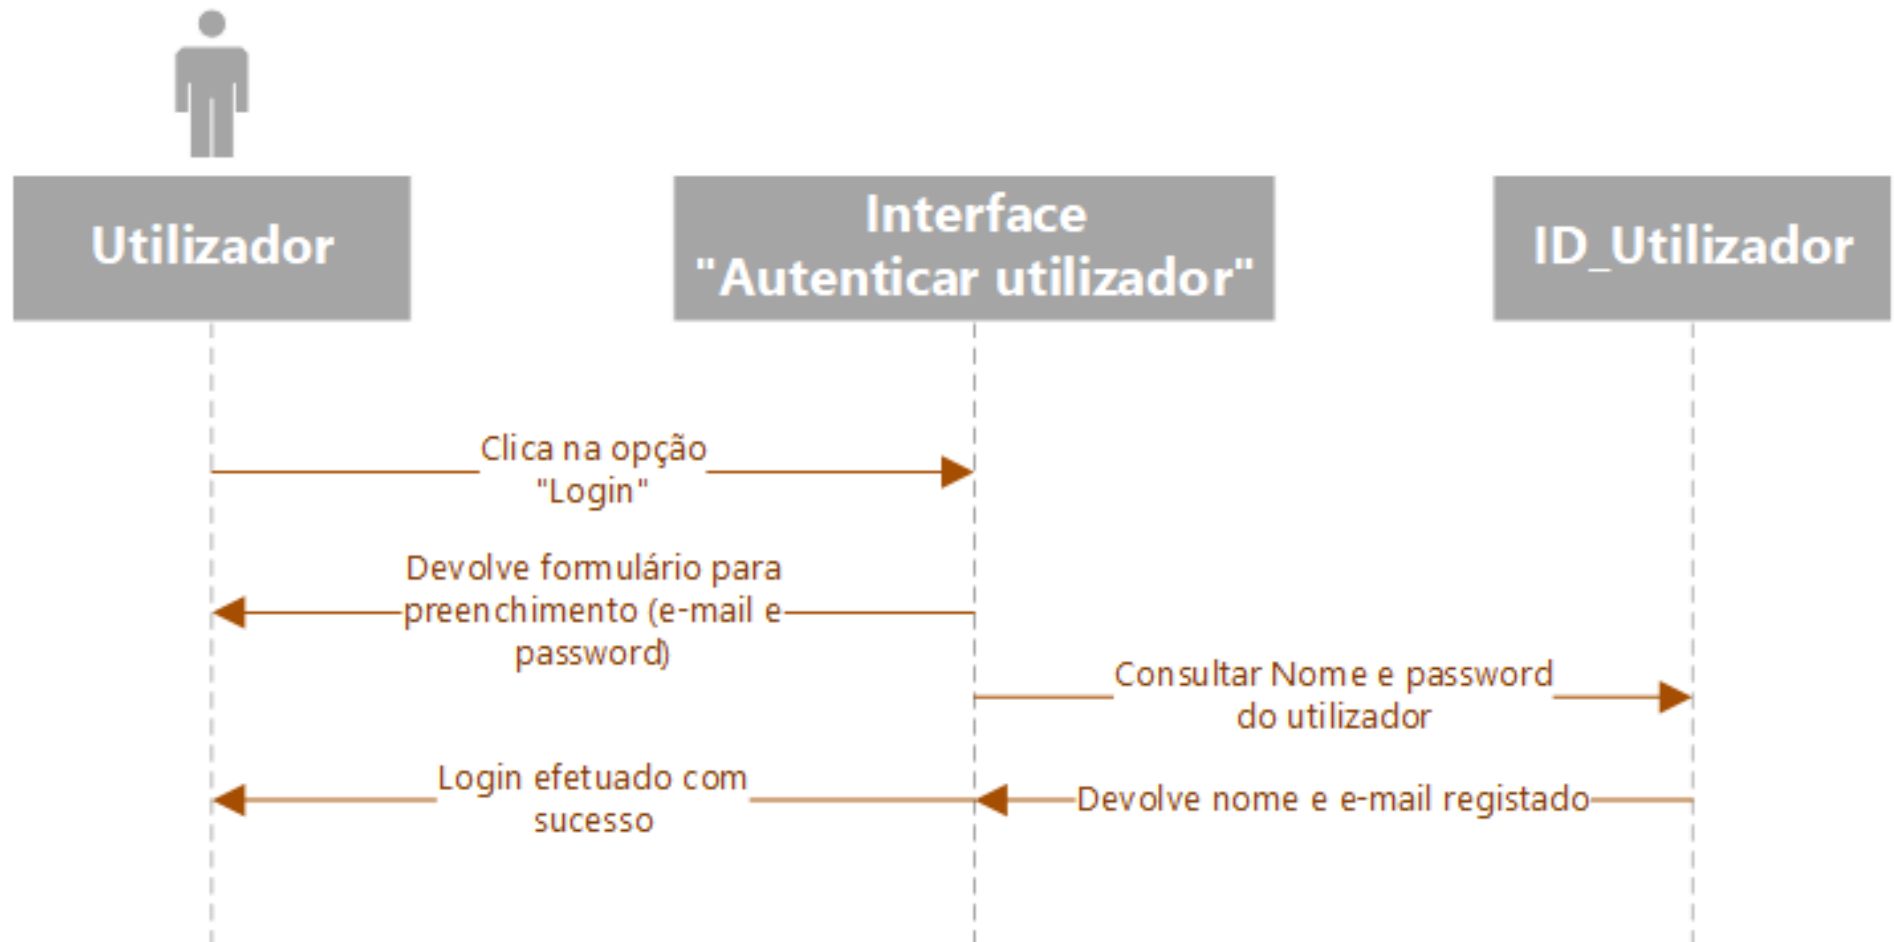 Utilizador
Interface
"Autenticar utilizador"
ID_Utilizador
Clica na opção
"Login"
Devolve formulário para
preenchimento (e-mail e
password)
Consultar Nome e password
do utilizador
Login efetuado com
sucesso
Devolve nome e e-mail registado